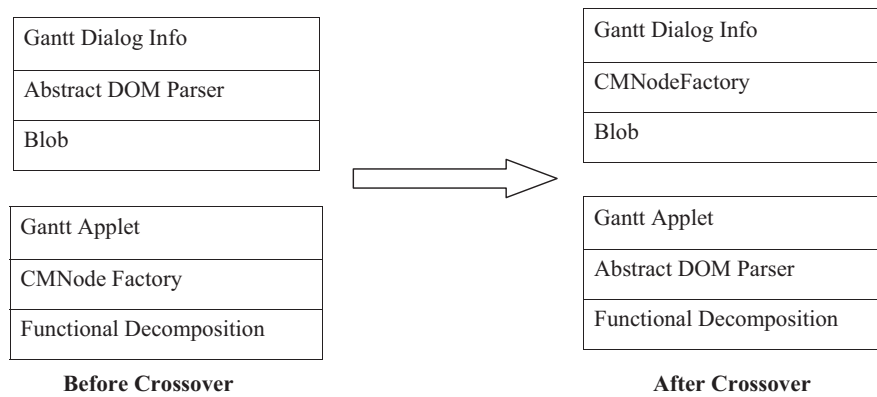 Gantt Dialog Info
Abstract DOM Parser
Blob
Gantt Applet
CMNode Factory
Functional Decomposition
Before Crossover
Gantt Dialog Info
CMNodeFactory
Blob
Gantt Applet
Abstract DOM Parser
Functional Decomposition
After Crossover